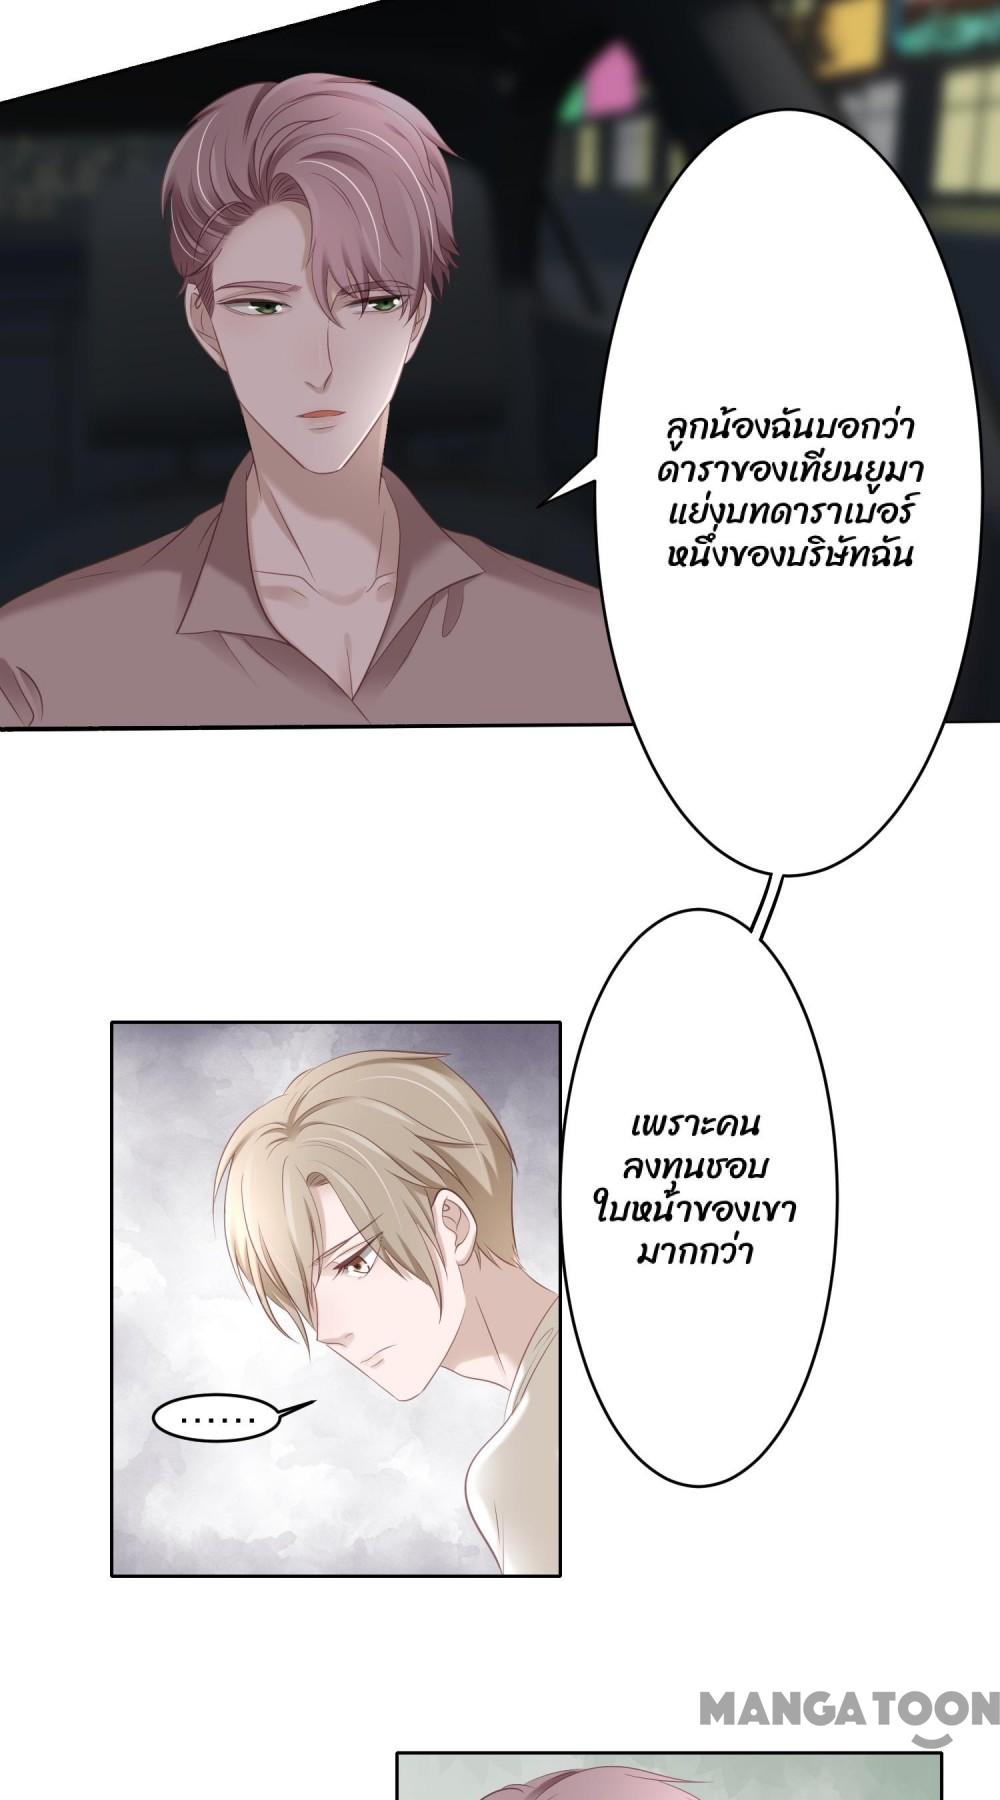 ลูกน้องฉันบอกว่า
ดาราของเทียนยูมา
แย่งบทดาราเบอร์
หนึ่งของบริษัทฉัน
เพราะคน
ลงทุนชอบ
ใบหน้าของเขา
มากกว่า
......
MANGATOON